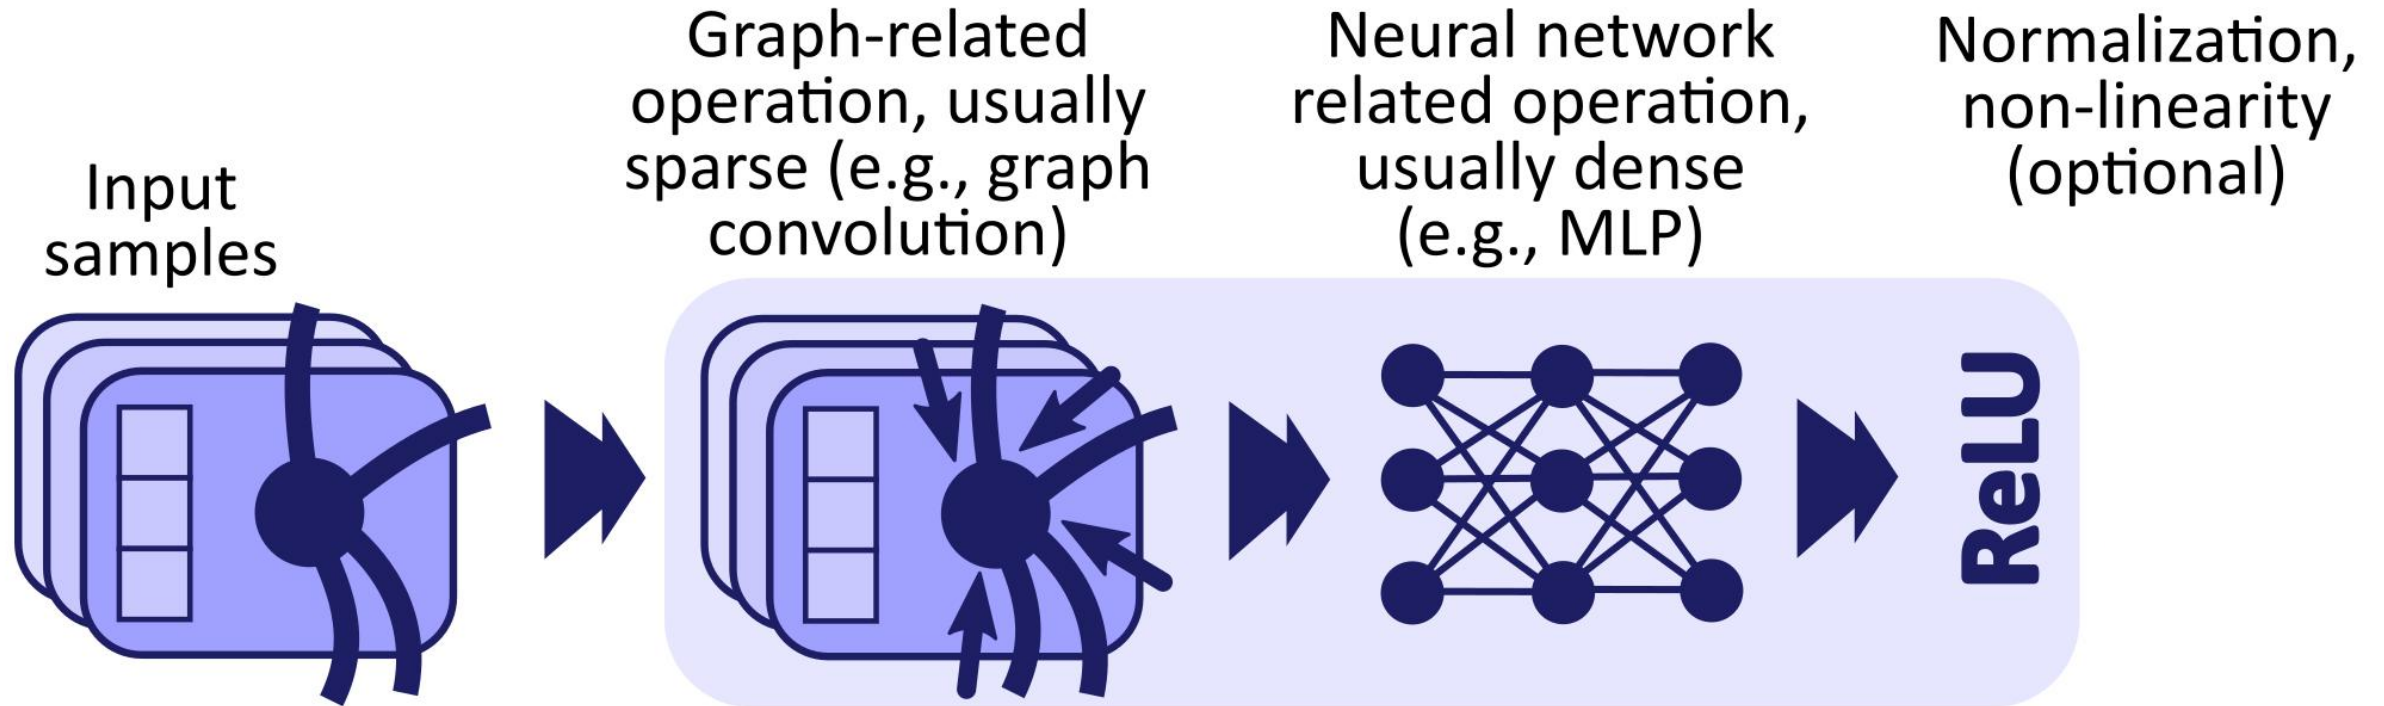 Input
samples
Graph-related
operation, usually
sparse (e.g., graph
convolution)
Neural network
related operation,
usually dense
(e.g., MLP)
Normalization,
non-linearity
(optional)
ReLU